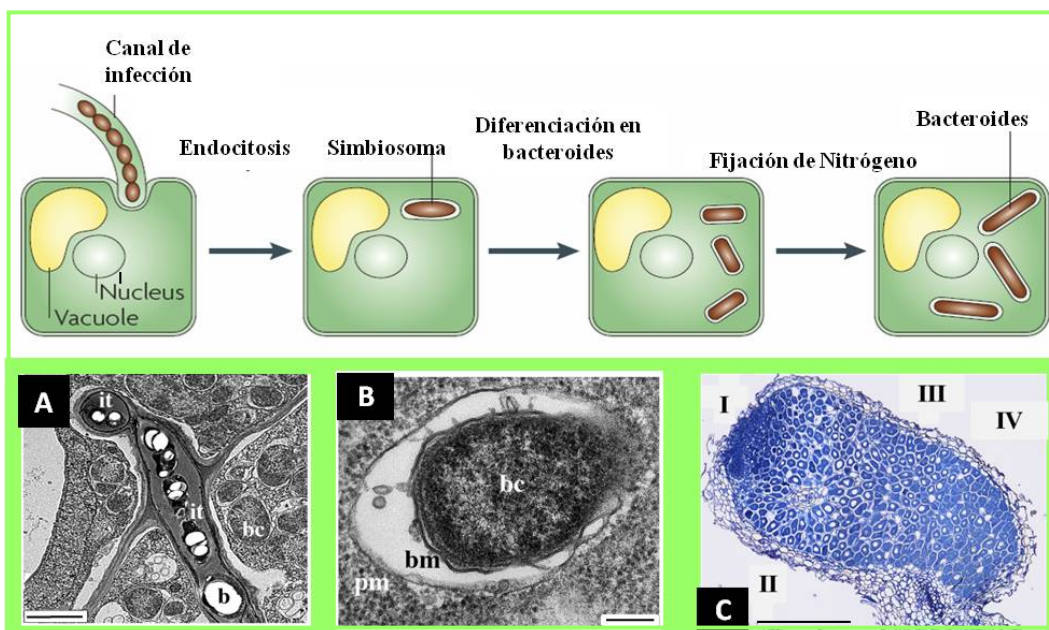 Canal de
infección
Endocitosis
Simbiosoma
Diferenciación en
bacteroides
Fijación de Nitrógeno
Bacteroides
Nucleus
Vacuole
A
it
it
bc
b
B
bc
bm
pm
I
III
IV
II
C